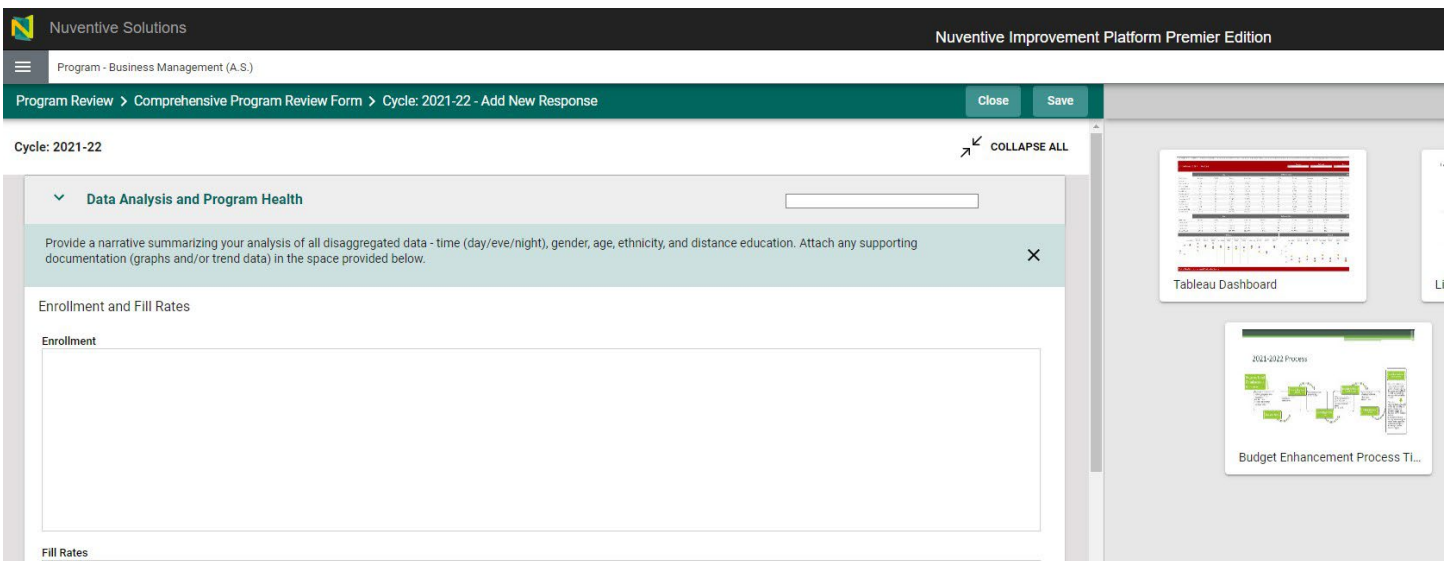 Nuventive Solutions
Nuventive Improvement Platform Premier Edition
Program - Business Management (A.S.)
Program Review > Comprehensive Program Review Form > Cycle: 2021-22 - Add New Response
Close
Save
Cycle: 2021-22
COLLAPSE ALL
Data Analysis and Program Health
Provide a narrative summarizing your analysis of all disaggregated data - time (day/eve/night), gender, age, ethnicity, and distance education. Attach any supporting
documentation (graphs and/or trend data) in the space provided below.
Enrollment and Fill Rates
Enrollment
Fill Rates
Tableau Dashboard
Li
2021-2022 Process
Budget Enhancement Process Ti...